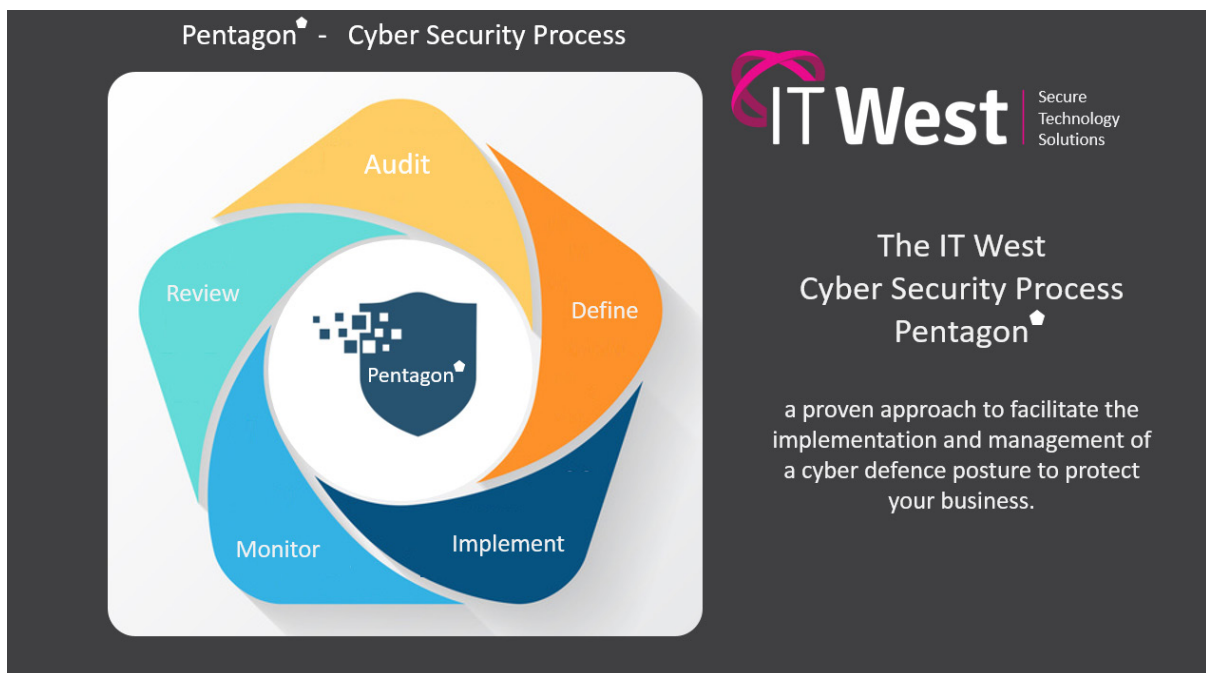 Pentagon - Cyber Security Process
Audit
Define
Implement
Monitor
Review
Pentagon
IT West
Secure
Technology
Solutions
The IT West
Cyber Security Process
Pentagon
a proven approach to facilitate the
implementation and management of
a cyber defence posture to protect
your business.